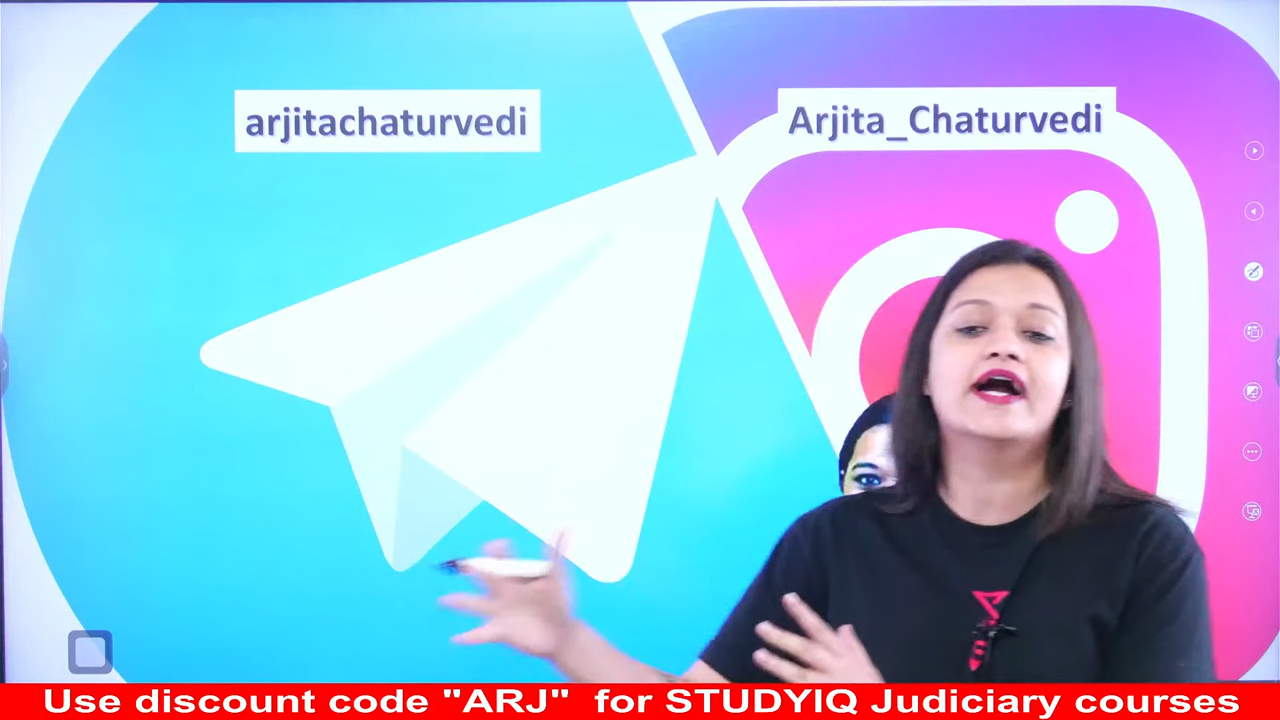 arjitachaturvedi
Arjita_Chaturvedi
Use discount code "ARJ" for STUDYIQ Judiciary courses